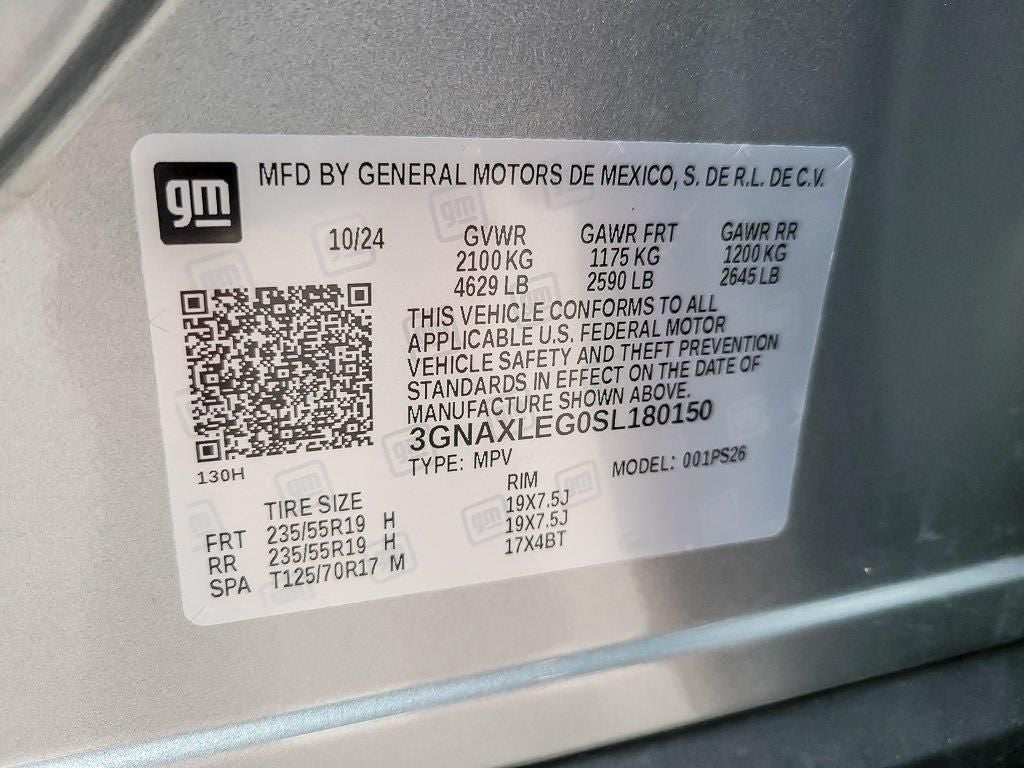 gm MFD BY GENERAL MOTORS DE MEXICO, S. DE R.L. DE C.V.
10/24 GVWR GAWR FRT GAWR RR
2100 KG 1175 KG 1200 KG
4629 LB 2590 LB 2645 LB
THIS VEHICLE CONFORMS TO ALL
APPLICABLE U.S. FEDERAL MOTOR
VEHICLE SAFETY AND THEFT PREVENTION
STANDARDS IN EFFECT ON THE DATE OF
MANUFACTURE SHOWN ABOVE.
3GNAXLEG0SL180150
130H TYPE: MPV MODEL: 001PS26
TIRE SIZE RIM
FRT 235/55R19 H 19X7.5J
RR 235/55R19 H 19X7.5J
SPA T125/70R17 M 17X4BT